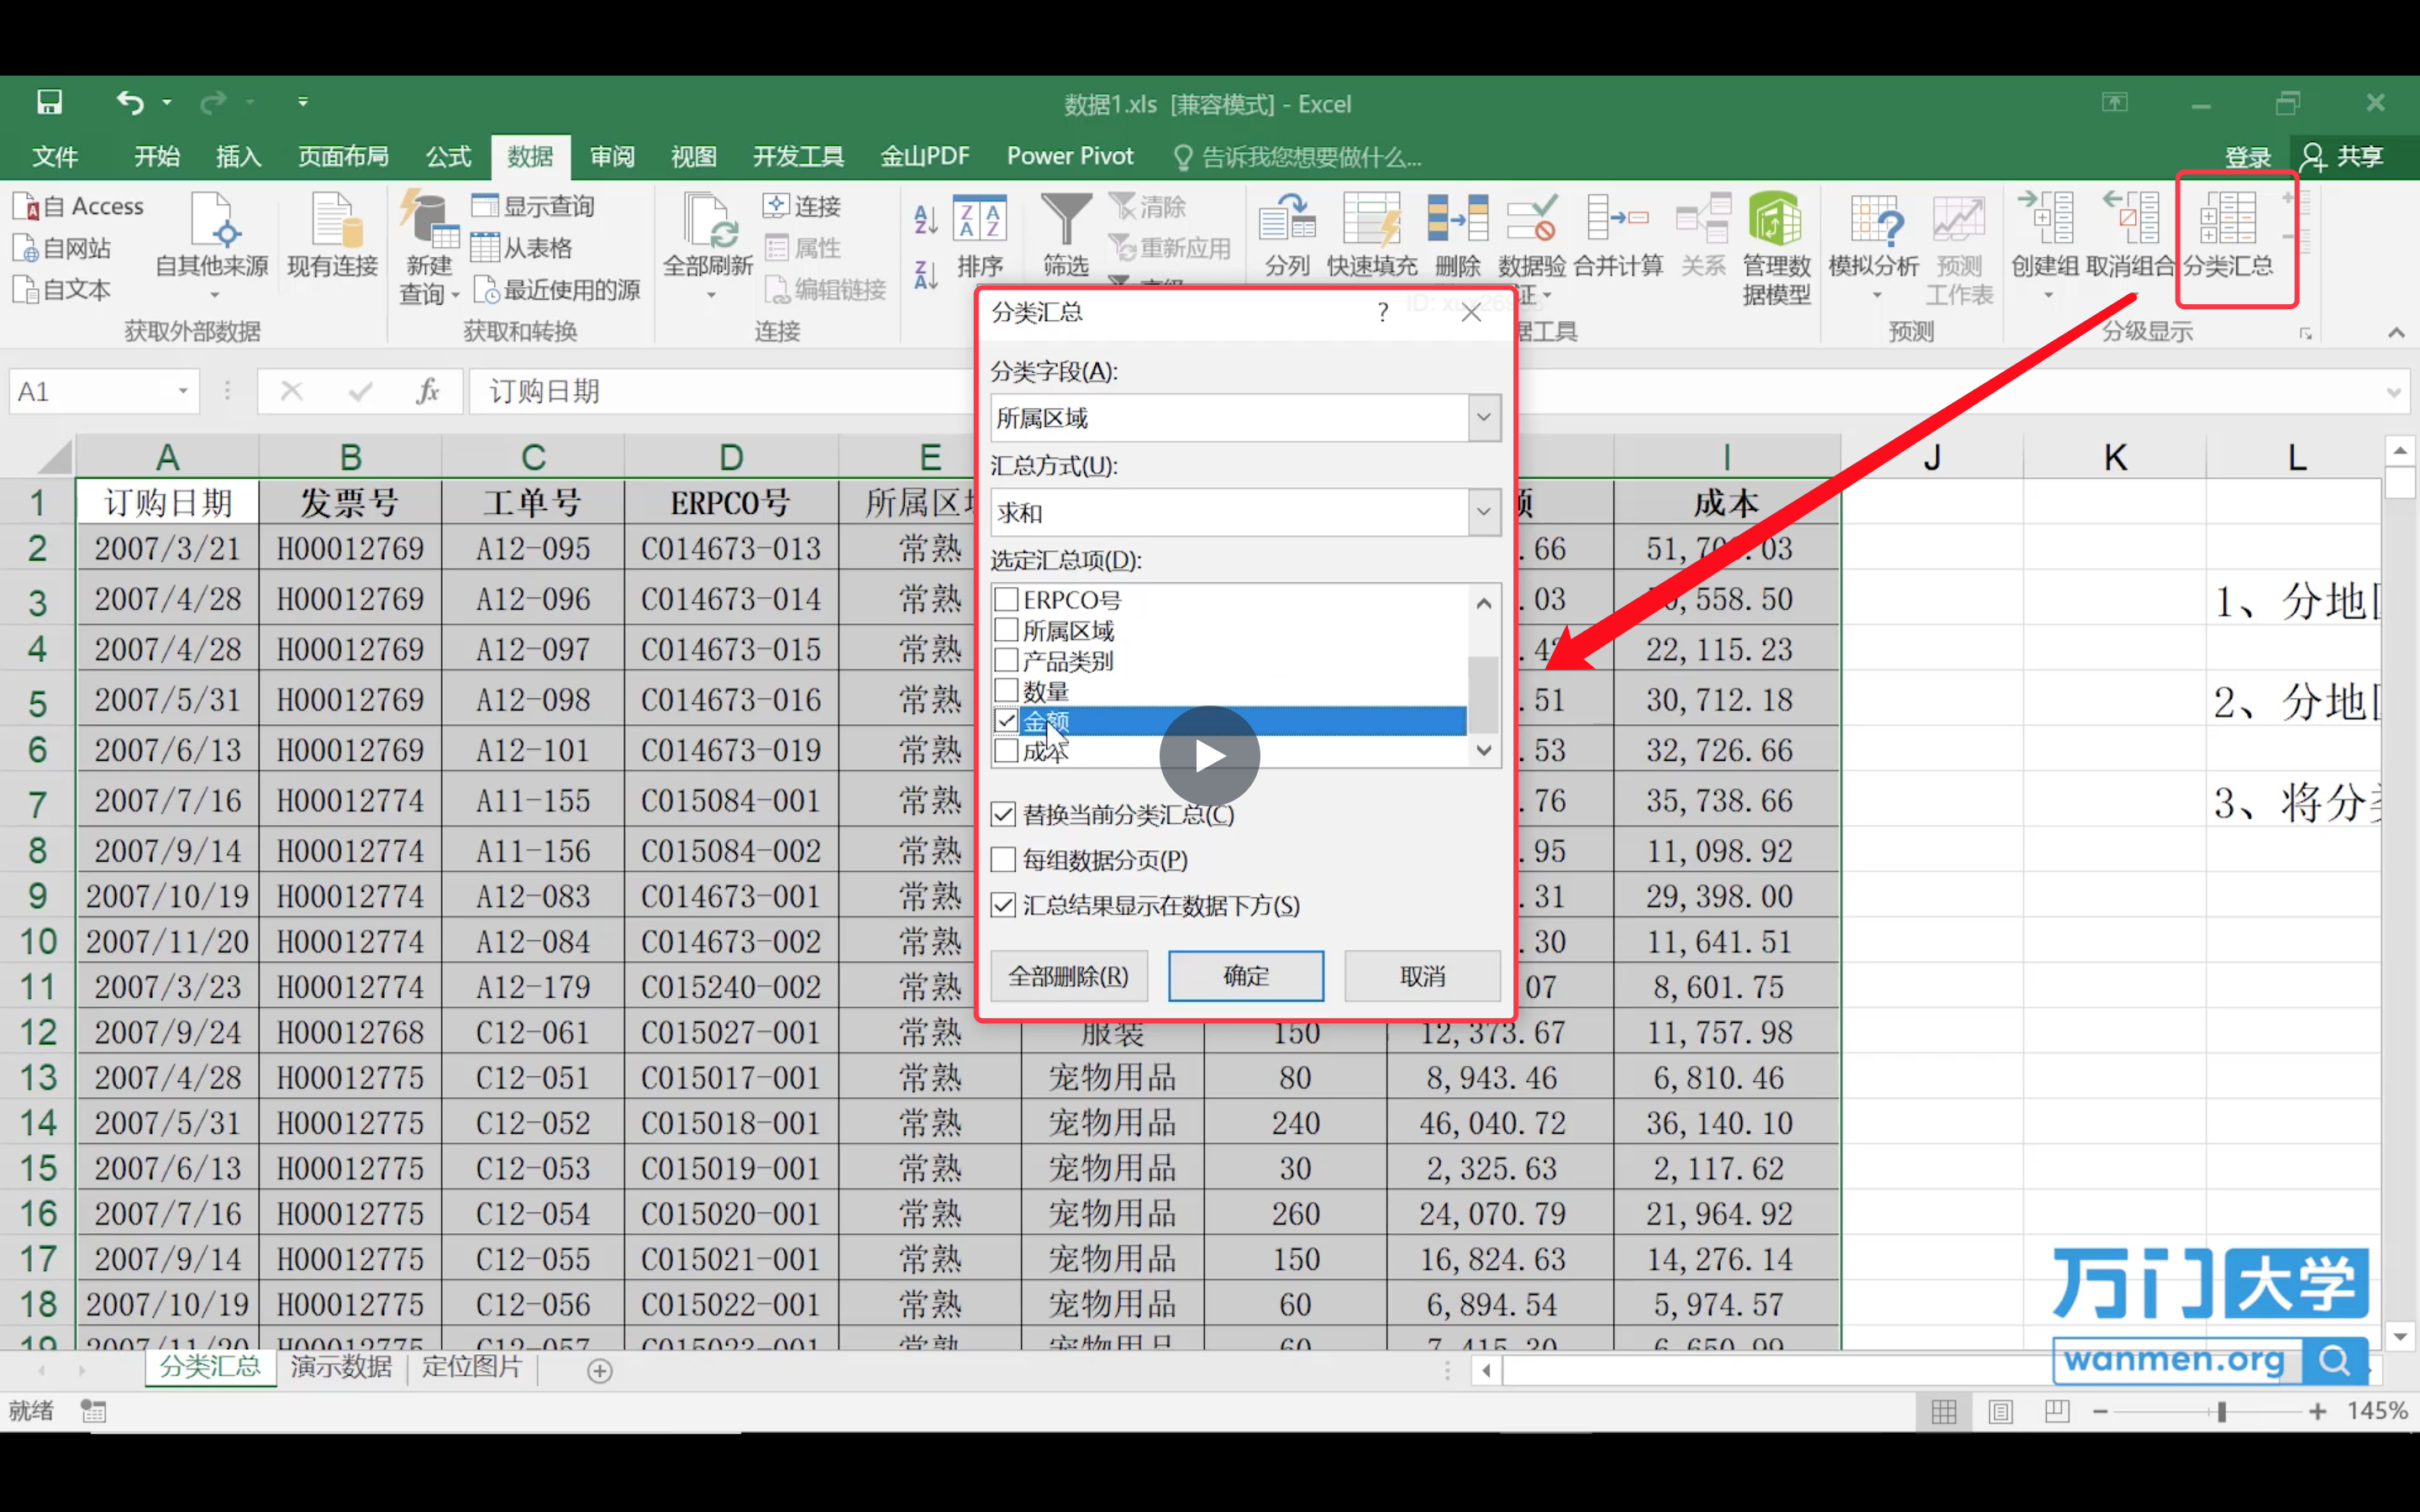 数据1.xls [兼容模式] - Excel
文件 开始 插入 页面布局 公式 数据 审阅 视图 开发工具 金山PDF Power Pivot 告诉我您想要做什么... 登录 共享
自 Access
自网站
自文本
自其他来源
现有连接
获取外部数据
新建
查询
显示查询
从表格
最近使用的源
获取和转换
全部刷新
连接
属性
编辑链接
连接
排序
筛选
清除
重新应用
分列
快速填充
删除
数据验
证
合并计算
关系
管理数
据模型
据工具
模拟分析
预测
工作表
预测
创建组
取消组合
分类汇总
分级显示
A1 fx 订购日期
分类汇总 ?
分类字段(A):
所属区域
汇总方式(U):
求和
选定汇总项(D):
ERPCO号
所属区域
产品类别
数量
金额
成本
替换当前分类汇总(C)
每组数据分页(P)
汇总结果显示在数据下方(S)
全部删除(R) 确定 取消
A B C D E I J K L
1 订购日期 发票号 工单号 ERPCO号 所属区 成本
2 2007/3/21 H00012769 A12-095 C014673-013 常熟 .66 .03
3 2007/4/28 H00012769 A12-096 C014673-014 常熟 .03 ,558.50 1、分地
4 2007/4/28 H00012769 A12-097 C014673-015 常熟 22,115.23
5 2007/5/31 H00012769 A12-098 C014673-016 常熟 .51 30,712.18 2、分地
6 2007/6/13 H00012769 A12-101 C014673-019 常熟 .53 32,726.66
7 2007/7/16 H00012774 A11-155 C015084-001 常熟 .76 35,738.66 3、将分
8 2007/9/14 H00012774 A11-156 C015084-002 常熟 .95 11,098.92
9 2007/10/19 H00012774 A12-083 C014673-001 常熟 .31 29,398.00
10 2007/11/20 H00012774 A12-084 C014673-002 常熟 .30 11,641.51
11 2007/3/23 H00012774 A12-179 C015240-002 常熟 07 8,601.75
12 2007/9/24 H00012768 C12-061 C015027-001 常熟 服装 150 12,373.67 11,757.98
13 2007/4/28 H00012775 C12-051 C015017-001 常熟 宠物用品 80 8,943.46 6,810.46
14 2007/5/31 H00012775 C12-052 C015018-001 常熟 宠物用品 240 46,040.72 36,140.10
15 2007/6/13 H00012775 C12-053 C015019-001 常熟 宠物用品 30 2,325.63 2,117.62
16 2007/7/16 H00012775 C12-054 C015020-001 常熟 宠物用品 260 24,070.79 21,964.92
17 2007/9/14 H00012775 C12-055 C015021-001 常熟 宠物用品 150 16,824.63 14,276.14
18 2007/10/19 H00012775 C12-056 C015022-001 常熟 宠物用品 60 6,894.54 5,974.57
19 2007/11/20 H00012775 C12-057 C015023-001 常熟 宠物用品 60 7,415.30 6,650.99
万门大学
wanmen.org
分类汇总 演示数据 定位图片
就绪 145%